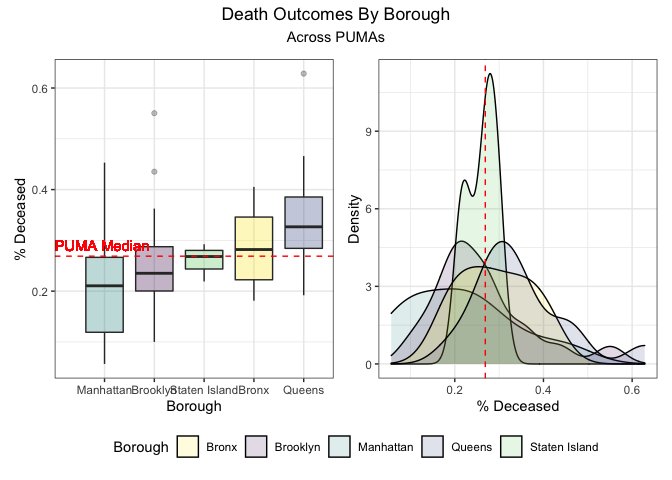 Death Outcomes By Borough
Across PUMAs
% Deceased
0.6
0.4
0.2
PUMA Median
Manhattan Brooklyn Staten Island Bronx Queens
Borough
Density
9
6
3
0
0.2 0.4 0.6
% Deceased
Borough Bronx Brooklyn Manhattan Queens Staten Island